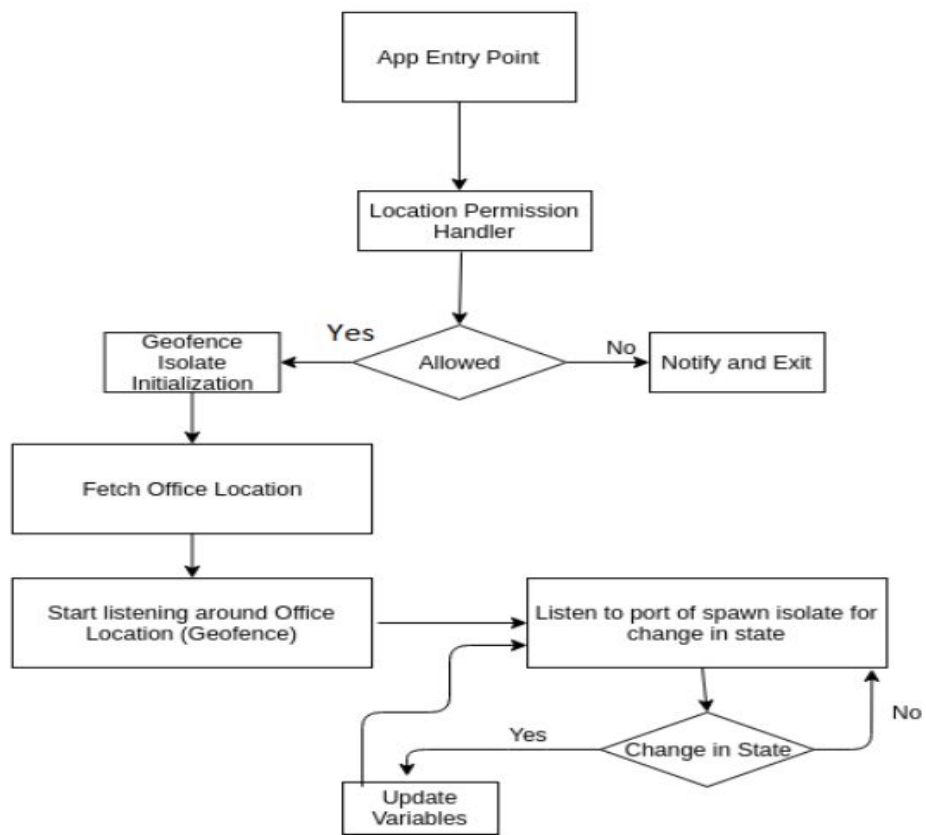 App Entry Point
Location Permission
Handler
Yes
Geofence
Isolate
Initialization
Allowed
No
Notify and Exit
Fetch Office Location
Start listening around Office
Location (Geofence)
Listen to port of spawn isolate for
change in state
No
Yes
Change in State
Update
Variables